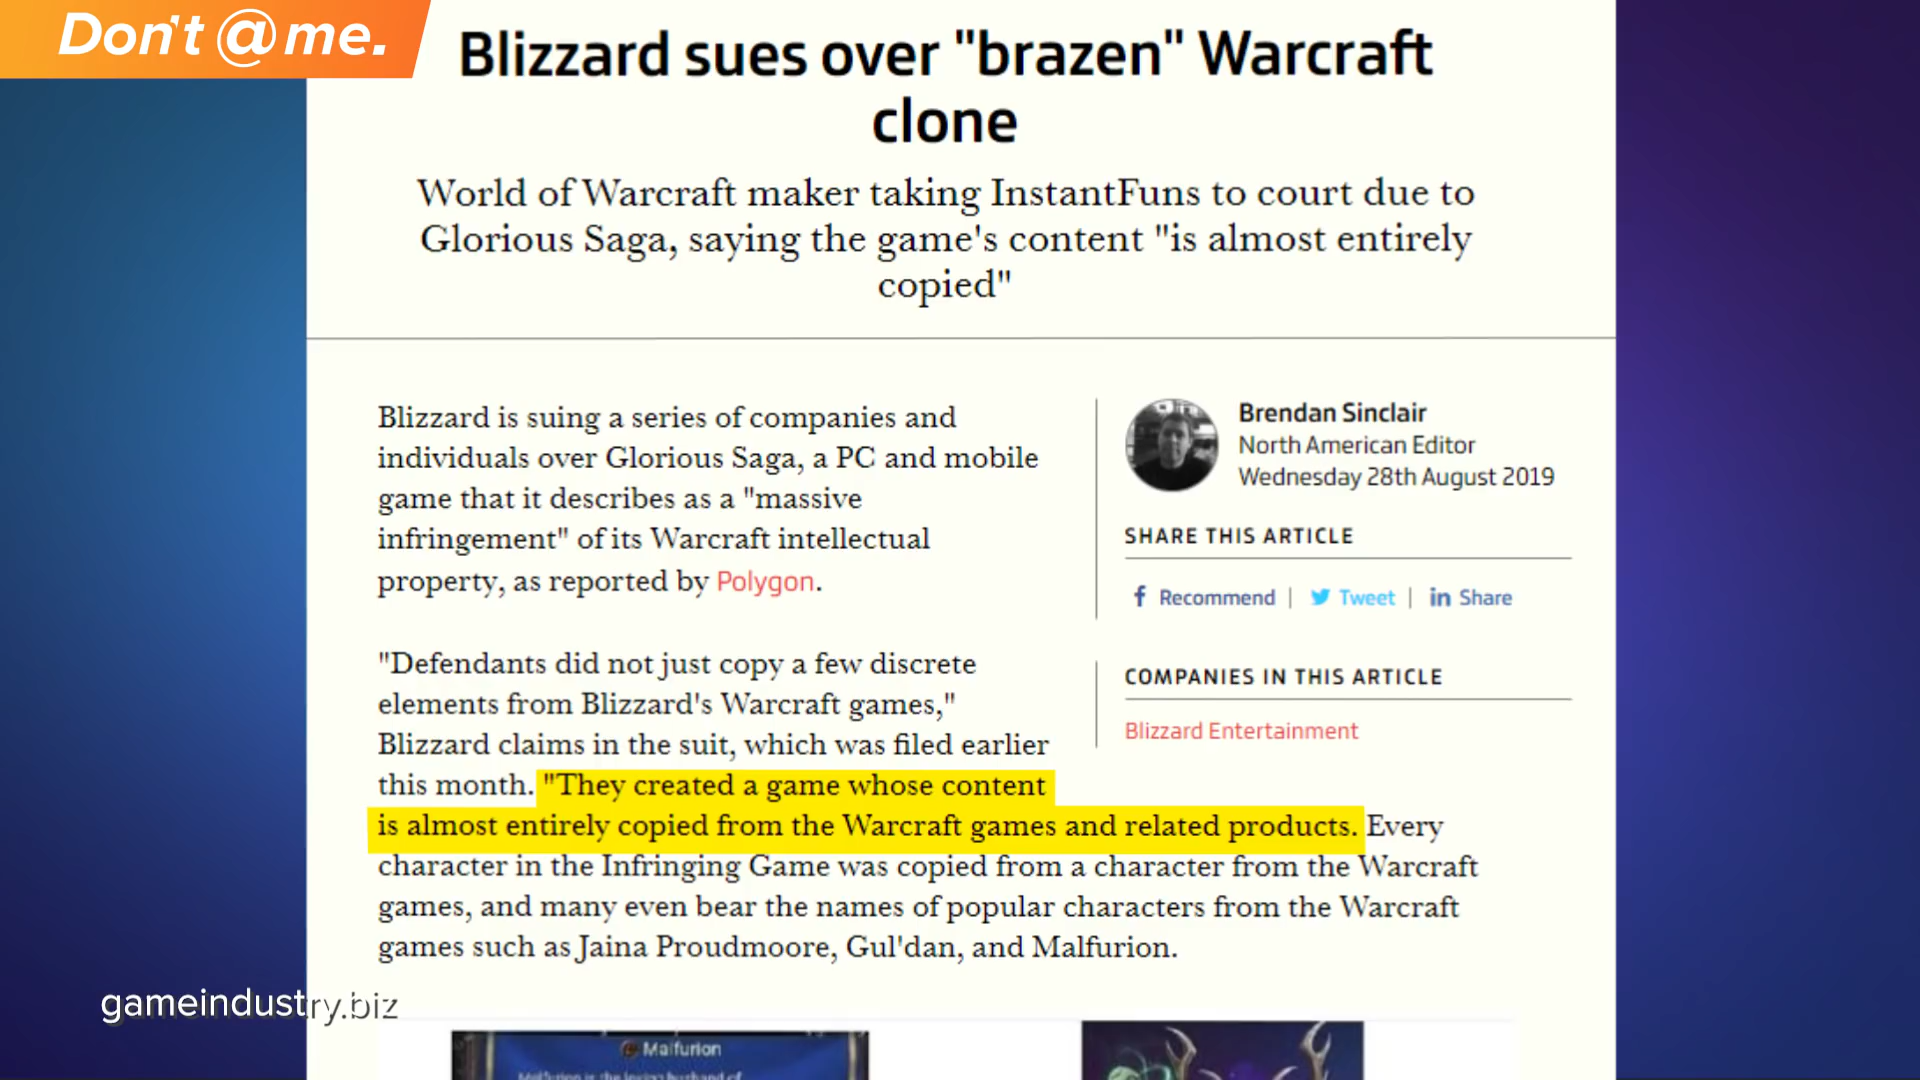 Don't @ me.
Blizzard sues over "brazen" Warcraft
clone
World of Warcraft maker taking InstantFuns to court due to
Glorious Saga, saying the game's content "is almost entirely
copied"
Blizzard is suing a series of companies and
individuals over Glorious Saga, a PC and mobile
game that it describes as a "massive
infringement" of its Warcraft intellectual
property, as reported by Polygon.
Brendan Sinclair
North American Editor
Wednesday 28th August 2019
SHARE THIS ARTICLE
Recommend | Tweet | in Share
COMPANIES IN THIS ARTICLE
Blizzard Entertainment
"Defendants did not just copy a few discrete
elements from Blizzard's Warcraft games,"
Blizzard claims in the suit, which was filed earlier
this month. "They created a game whose content
is almost entirely copied from the Warcraft games and related products. Every
character in the Infringing Game was copied from a character from the Warcraft
games, and many even bear the names of popular characters from the Warcraft
games such as Jaina Proudmoore, Gul'dan, and Malfurion.
gameindustry.biz
Malfurion